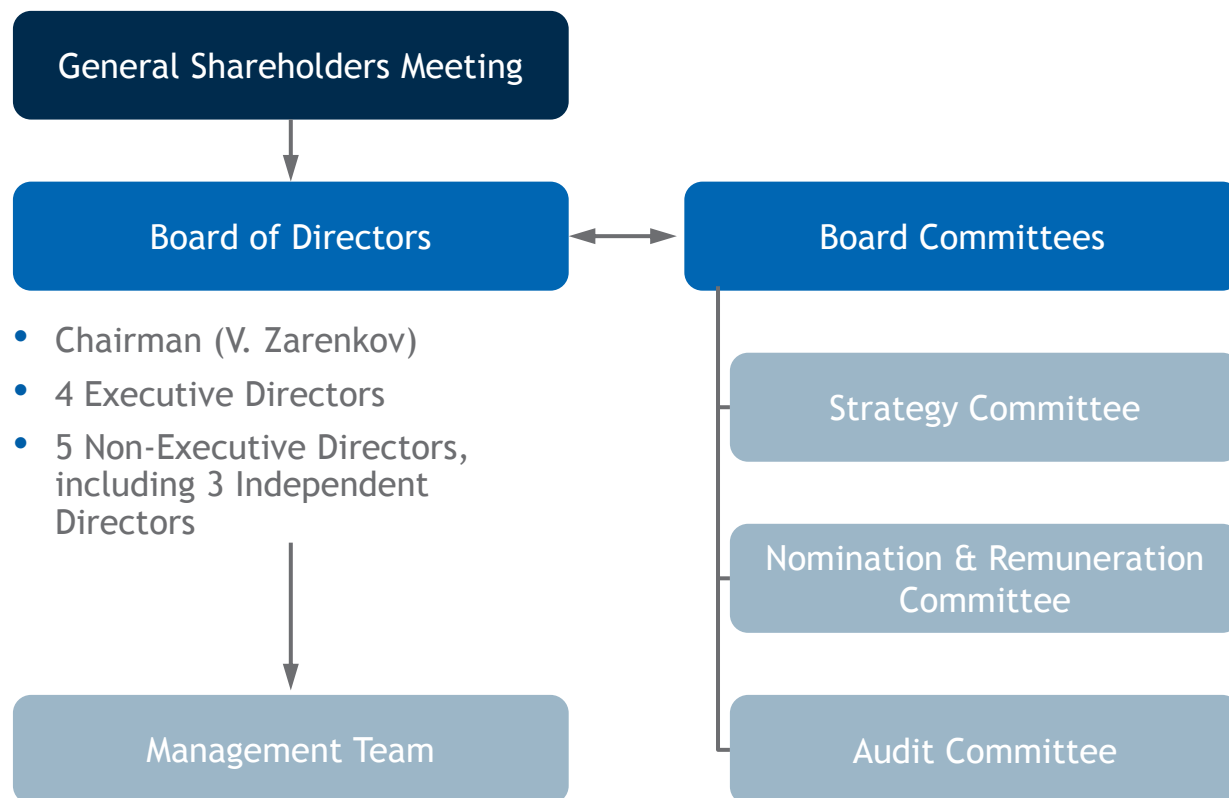 General Shareholders Meeting
Board of Directors
Board Committees
• Chairman (V. Zarenkov)
• 4 Executive Directors
• 5 Non-Executive Directors,
including 3 Independent
Directors
Strategy Committee
Nomination & Remuneration
Committee
Management Team
Audit Committee